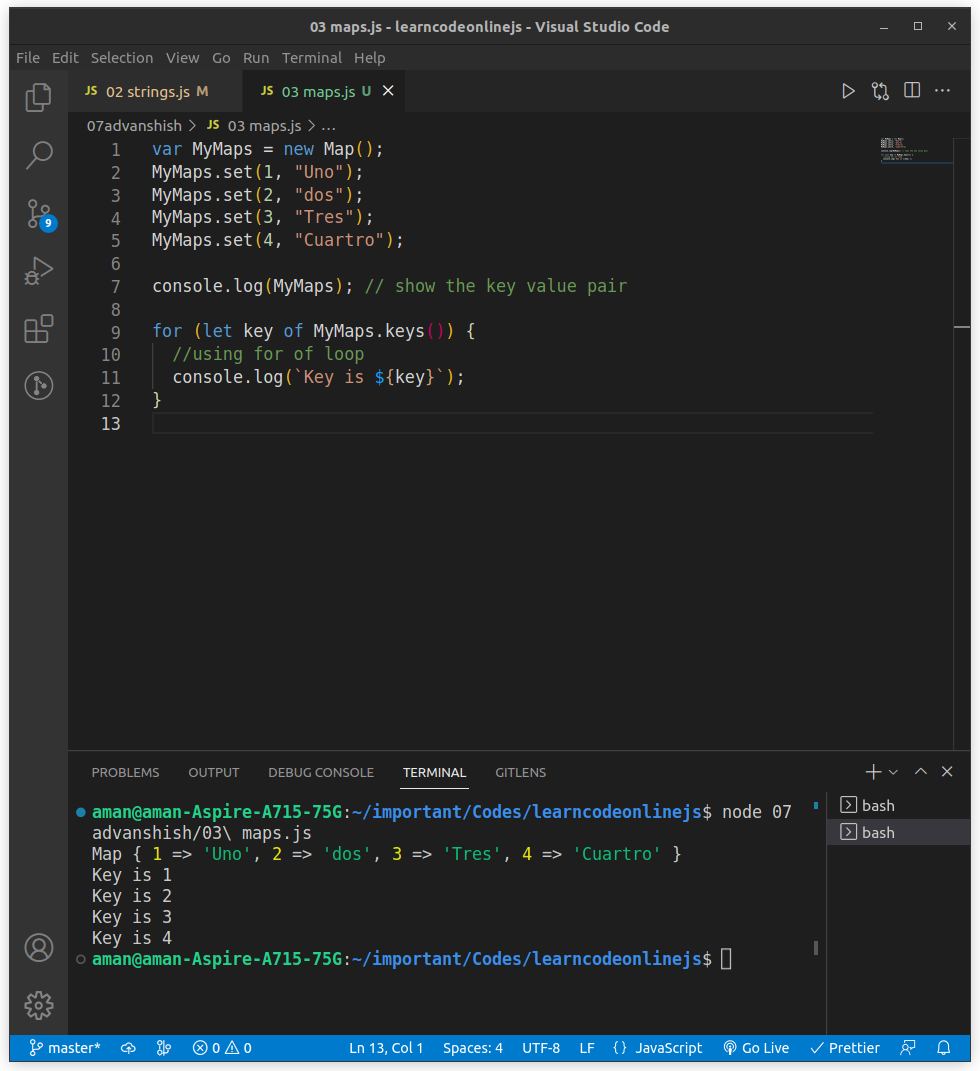 03 maps.js - learncodeonlinejs - Visual Studio Code
File Edit Selection View Go Run Terminal Help
JS 02 strings.js M JS 03 maps.js U
07advanshish > JS 03 maps.js > ...
1 var MyMaps = new Map();
2 MyMaps.set(1, "Uno");
3 MyMaps.set(2, "dos");
4 MyMaps.set(3, "Tres");
5 MyMaps.set(4, "Cuartro");
6
7 console.log(MyMaps); // show the key value pair
8
9 for (let key of MyMaps.keys()) {
10 //using for of loop
11 console.log(`Key is ${key}`);
12 }
13
9
PROBLEMS OUTPUT DEBUG CONSOLE TERMINAL GITLENS
aman@aman-Aspire-A715-75G:~/important/Codes/learncodeonlinejs$ node 07
advanshish/03\ maps.js
Map { 1 => 'Uno', 2 => 'dos', 3 => 'Tres', 4 => 'Cuartro' }
Key is 1
Key is 2
Key is 3
Key is 4
aman@aman-Aspire-A715-75G:~/important/Codes/learncodeonlinejs$
bash
bash
master* 0 0 Ln 13, Col 1 Spaces: 4 UTF-8 LF {} JavaScript Go Live Prettier